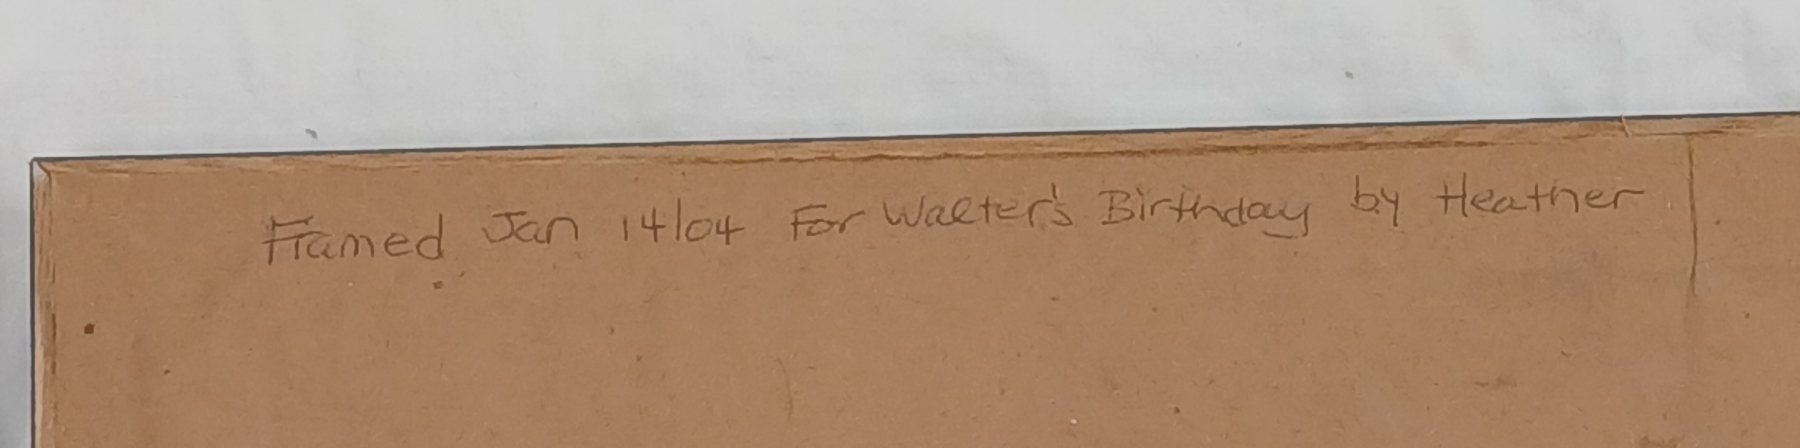 Framed Jan 14/04 For Walter's Birthday by Heather